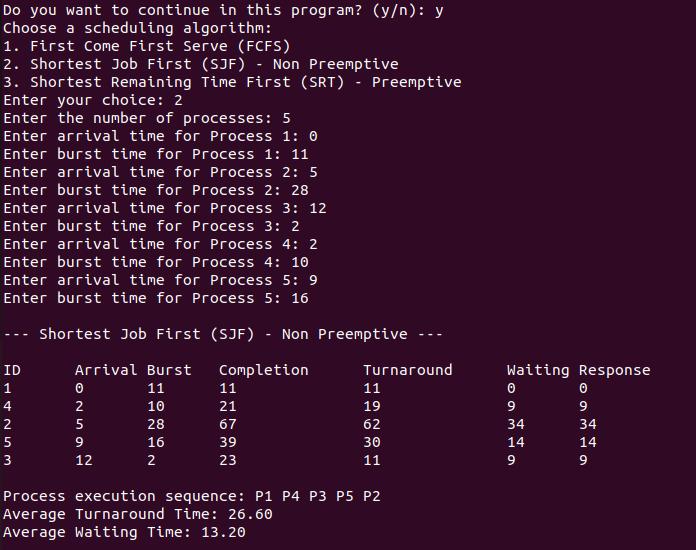 Do you want to continue in this program? (y/n): y
Choose a scheduling algorithm:
1. First Come First Serve (FCFS)
2. Shortest Job First (SJF) - Non Preemptive
3. Shortest Remaining Time First (SRT) - Preemptive
Enter your choice: 2
Enter the number of processes: 5
Enter arrival time for Process 1: 0
Enter burst time for Process 1: 11
Enter arrival time for Process 2: 5
Enter burst time for Process 2: 28
Enter arrival time for Process 3: 12
Enter burst time for Process 3: 2
Enter arrival time for Process 4: 2
Enter burst time for Process 4: 10
Enter arrival time for Process 5: 9
Enter burst time for Process 5: 16
--- Shortest Job First (SJF) - Non Preemptive ---
ID Arrival Burst Completion Turnaround Waiting Response
1 0 11 11 11 0 0
4 2 10 21 19 9 9
2 5 28 67 62 34 34
5 9 16 39 30 14 14
3 12 2 23 11 9 9
Process execution sequence: P1 P4 P3 P5 P2
Average Turnaround Time: 26.60
Average Waiting Time: 13.20